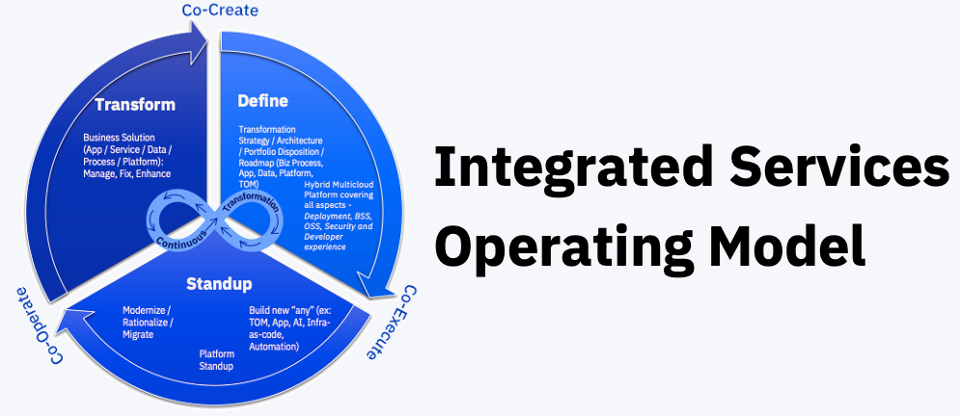 Co-Create
Transform
Business Solution
(App / Service / Data /
Process / Platform):
Manage, Fix, Enhance
Define
Transformation
Strategy / Architecture
/ Portfolio Disposition /
Roadmap (Biz Process,
App, Data, Platform,
TOM)
Hybrid Multicloud
Platform covering
all aspects -
Deployment, BSS,
OSS, Security and
Developer
experience
Continuous
Transformation
Standup
Modernize /
Rationalize /
Migrate
Platform
Standup
Build new “any” (ex:
TOM, App, AI, Infra-
as-code,
Automation)
Co-Operate
Co-Execute
Integrated Services
Operating Model